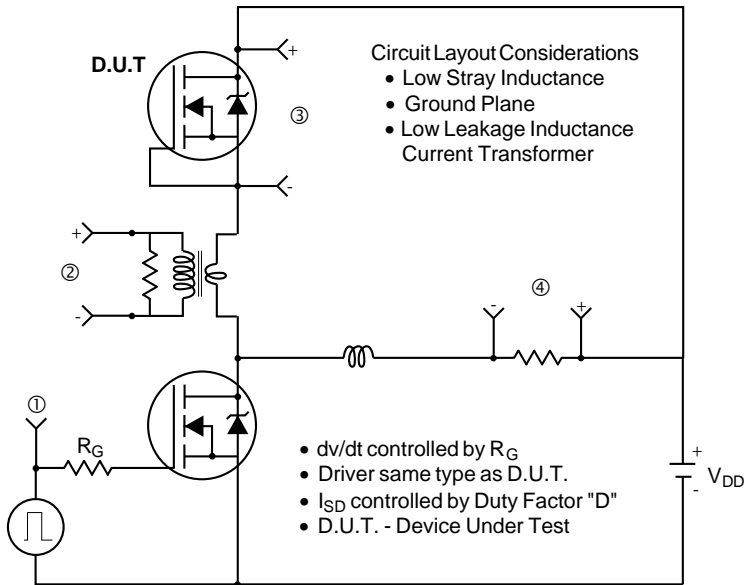 D.U.T
+
③
-
Circuit Layout Considerations
• Low Stray Inductance
• Ground Plane
• Low Leakage Inductance
Current Transformer
+
②
-
④
-
+
①
R_G
• dv/dt controlled by R_G
• Driver same type as D.U.T.
• I_SD controlled by Duty Factor "D"
• D.U.T. - Device Under Test
+
V_DD
-